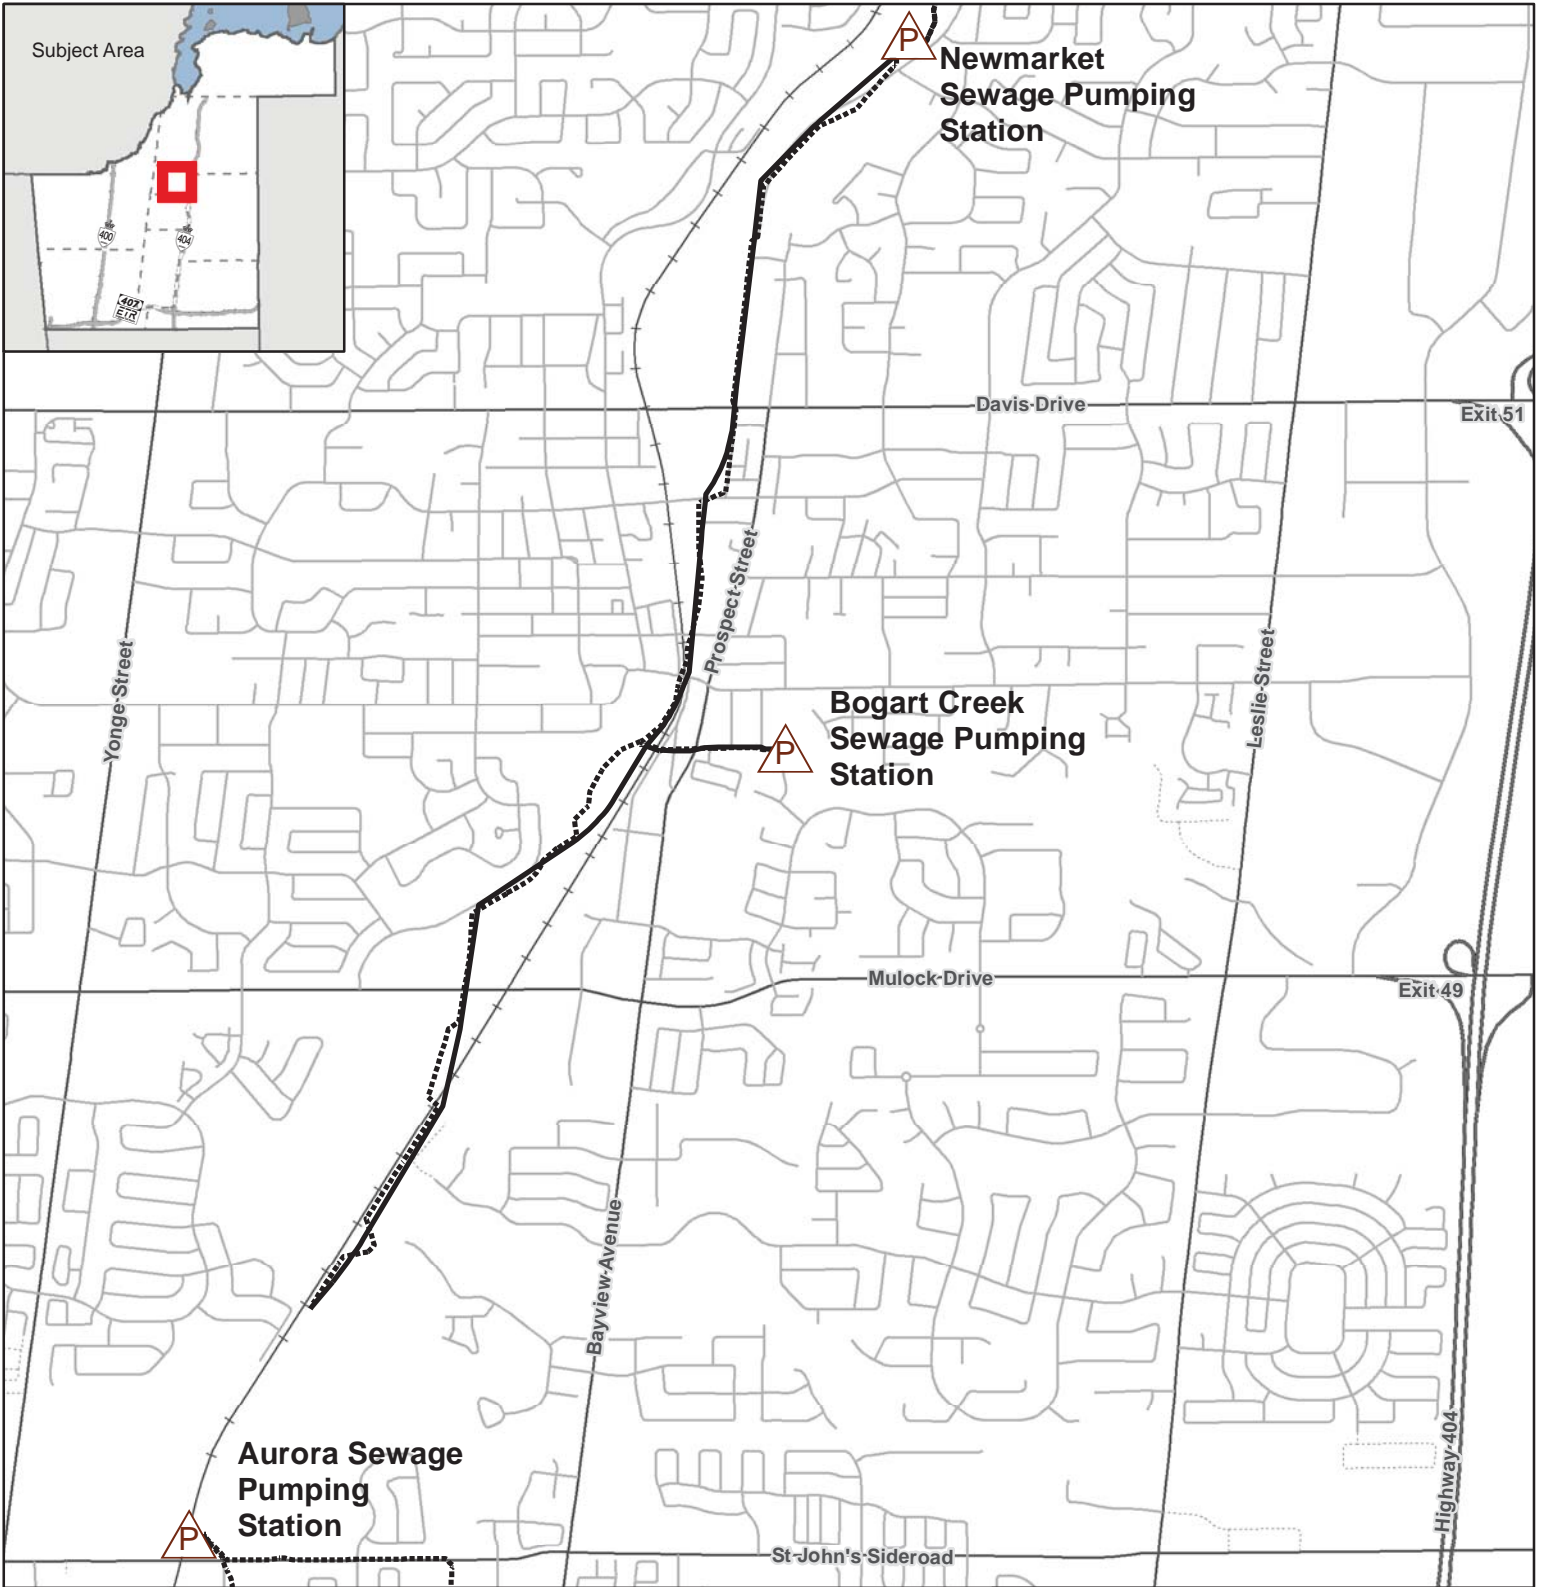 Subject Area
400
404
407
ETR
P
Newmarket
Sewage Pumping
Station
Davis Drive
Exit 51
Prospect Street
Yonge Street
Leslie Street
Bogart Creek
Sewage Pumping
Station
P
Mulock Drive
Exit 49
Bayview Avenue
Highway 404
Aurora Sewage
Pumping
Station
P
St John's Sideroad